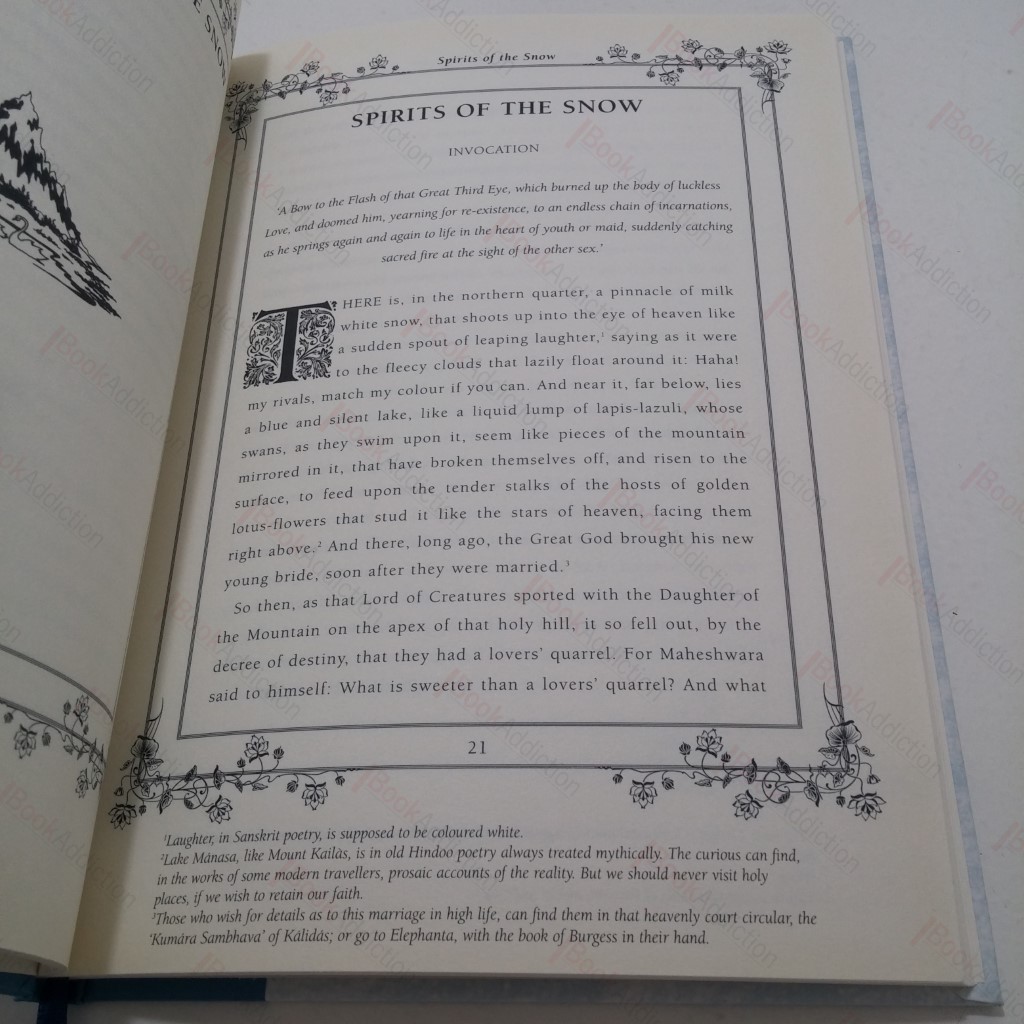 Spirits of the Snow
SPIRITS OF THE SNOW
INVOCATION
‘A Bow to the Flash of that Great Third Eye, which burned up the body of luckless
Love, and doomed him, yearning for re-existence, to an endless chain of incarnations,
as he springs again and again to life in the heart of youth or maid, suddenly catching
sacred fire at the sight of the other sex.’
THERE is, in the northern quarter, a pinnacle of milk
white snow, that shoots up into the eye of heaven like
a sudden spout of leaping laughter,¹ saying as it were
to the fleecy clouds that lazily float around it: Haha!
my rivals, match my colour if you can. And near it, far below, lies
a blue and silent lake, like a liquid lump of lapis-lazuli, whose
swans, as they swim upon it, seem like pieces of the mountain
mirrored in it, that have broken themselves off, and risen to the
surface, to feed upon the tender stalks of the hosts of golden
lotus-flowers that stud it like the stars of heaven, facing them
right above.² And there, long ago, the Great God brought his new
young bride, soon after they were married.³
So then, as that Lord of Creatures sported with the Daughter of
the Mountain on the apex of that holy hill, it so fell out, by the
decree of destiny, that they had a lovers’ quarrel. For Maheshwara
said to himself: What is sweeter than a lovers’ quarrel? And what
21
¹Laughter, in Sanskrit poetry, is supposed to be coloured white.
²Lake Mánasa, like Mount Kailàs, is in old Hindoo poetry always treated mythically. The curious can find,
in the works of some modern travellers, prosaic accounts of the reality. But we should never visit holy
places, if we wish to retain our faith.
³Those who wish for details as to this marriage in high life, can find them in that heavenly court circular, the
‘Kumára Sambhava’ of Kálidás; or go to Elephanta, with the book of Burgess in their hand.